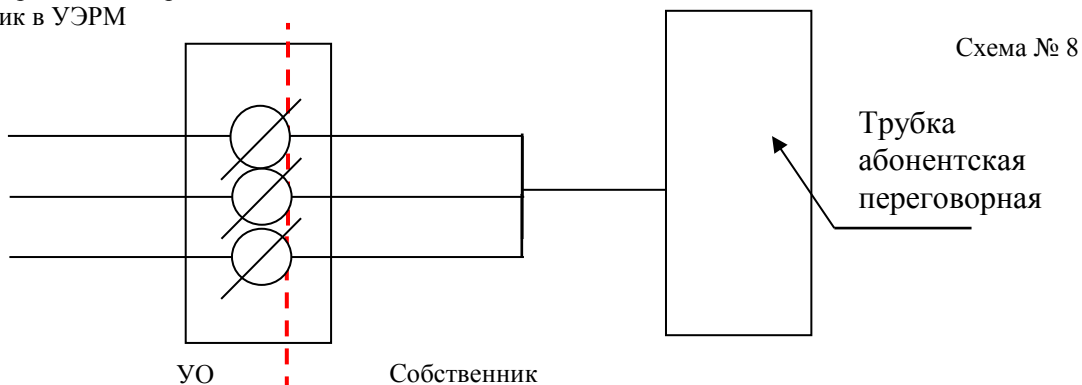 ик в УЭРМ
Схема № 8
Трубка
абонентская
переговорная
УО
Собственник